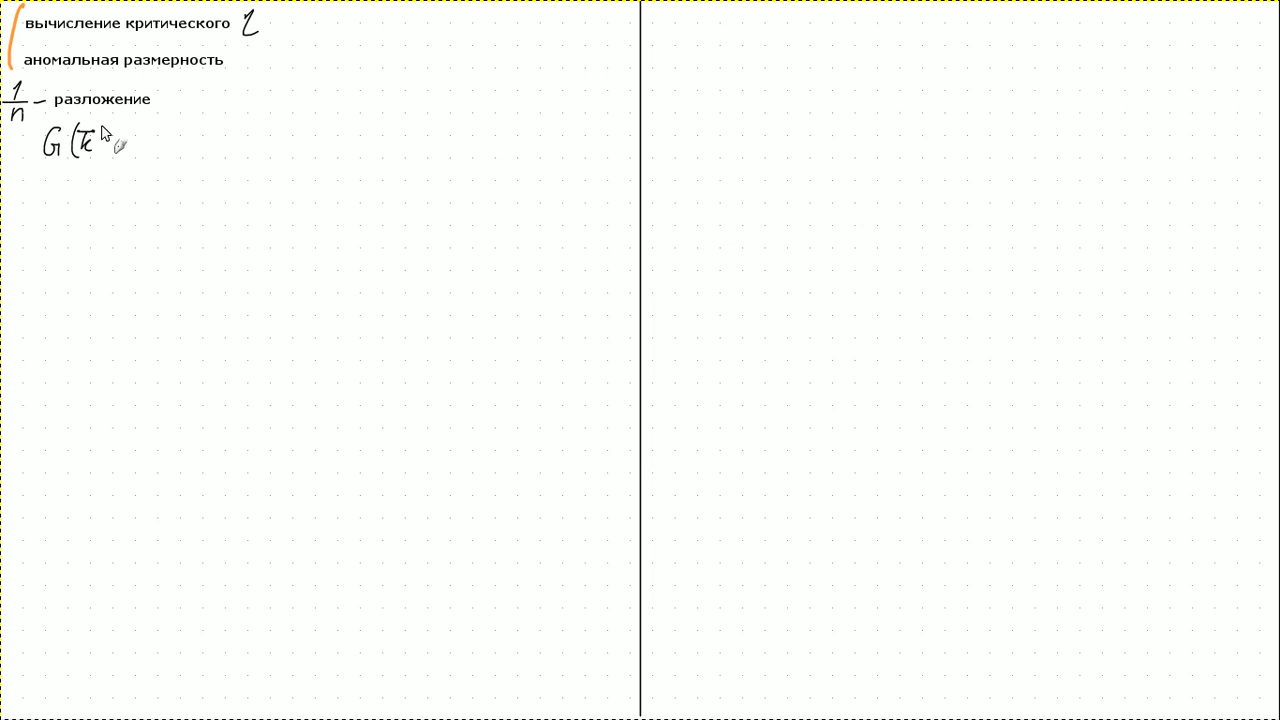 вычисление критического η
аномальная размерность
1/n – разложение
G (k